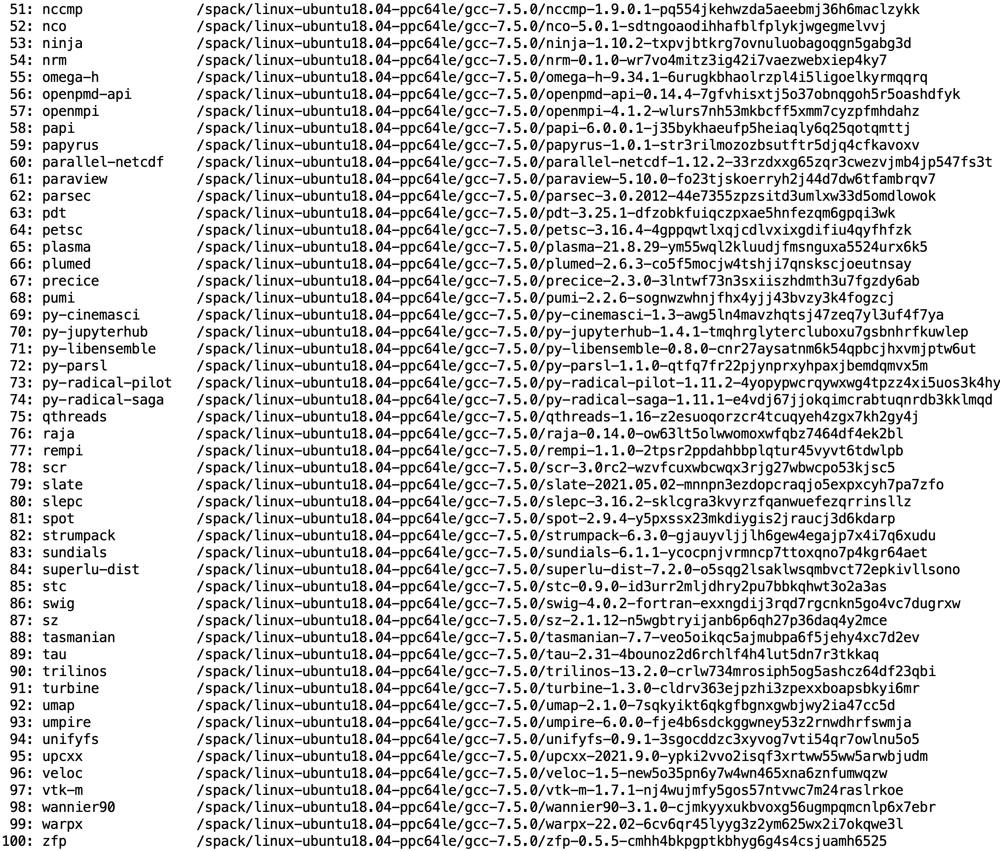 51: nccmp /spack/linux-ubuntu18.04-ppc64le/gcc-7.5.0/nccmp-1.9.0.1-pq554jkehwzda5aeebmj36h6maclzykk
52: nco /spack/linux-ubuntu18.04-ppc64le/gcc-7.5.0/nco-5.0.1-sdtngoaodihhafblfplykjwgegmelvvj
53: ninja /spack/linux-ubuntu18.04-ppc64le/gcc-7.5.0/ninja-1.10.2-txpvjbtkrg7ovnuluobagoqgn5gabg3d
54: nrm /spack/linux-ubuntu18.04-ppc64le/gcc-7.5.0/nrm-0.1.0-wr7vo4mitz3ig42i7vaezwebxiep4ky7
55: omega-h /spack/linux-ubuntu18.04-ppc64le/gcc-7.5.0/omega-h-9.34.1-6urugkbhaolrzpl4i5ligoelkyrmqqrq
56: openpmd-api /spack/linux-ubuntu18.04-ppc64le/gcc-7.5.0/openpmd-api-0.14.4-7gfvhisxtj5o37obnqgoh5r5oashdfyk
57: openmpi /spack/linux-ubuntu18.04-ppc64le/gcc-7.5.0/openmpi-4.1.2-wlurs7nh53mkbcff5xmm7cyzpfmhdahz
58: papi /spack/linux-ubuntu18.04-ppc64le/gcc-7.5.0/papi-6.0.0.1-j35bykhaeufp5heiaqly6q25qotqmttj
59: papyrus /spack/linux-ubuntu18.04-ppc64le/gcc-7.5.0/papyrus-1.0.1-str3rilmozozbsutftr5djq4cfkavoxv
60: parallel-netcdf /spack/linux-ubuntu18.04-ppc64le/gcc-7.5.0/parallel-netcdf-1.12.2-33rzdxxg65zqr3cwezvjmb4jp547fs3t
61: paraview /spack/linux-ubuntu18.04-ppc64le/gcc-7.5.0/paraview-5.10.0-fo23tjskoerryh2j44d7dw6tfambrqv7
62: parsec /spack/linux-ubuntu18.04-ppc64le/gcc-7.5.0/parsec-3.0.2012-44e7355zpzsitd3umlxw33d5omdlowok
63: pdt /spack/linux-ubuntu18.04-ppc64le/gcc-7.5.0/pdt-3.25.1-dfzobkfuiqczpxae5hnfezqm6gpqi3wk
64: petsc /spack/linux-ubuntu18.04-ppc64le/gcc-7.5.0/petsc-3.16.4-4gppqwtlxqjcdlvxixgdifiu4qyfhfzk
65: plasma /spack/linux-ubuntu18.04-ppc64le/gcc-7.5.0/plasma-21.8.29-ym55wql2kluudjfmsnguxa5524urx6k5
66: plumed /spack/linux-ubuntu18.04-ppc64le/gcc-7.5.0/plumed-2.6.3-co5f5mocjw4tshji7qnskscjoeutnsay
67: precice /spack/linux-ubuntu18.04-ppc64le/gcc-7.5.0/precice-2.3.0-3lntwf73n3sxiiszhdmth3u7fgzdy6ab
68: pumi /spack/linux-ubuntu18.04-ppc64le/gcc-7.5.0/pumi-2.2.6-sognwzwhnjfhx4yjj43bvzy3k4fogzcj
69: py-cinemasci /spack/linux-ubuntu18.04-ppc64le/gcc-7.5.0/py-cinemasci-1.3-awg5ln4mavzhqtsj47zeq7yl3uf4f7ya
70: py-jupyterhub /spack/linux-ubuntu18.04-ppc64le/gcc-7.5.0/py-jupyterhub-1.4.1-tmqhrglytercluboxu7gsbnhrfkuwlep
71: py-libensemble /spack/linux-ubuntu18.04-ppc64le/gcc-7.5.0/py-libensemble-0.8.0-cnr27aysatnm6k54qpbcjhxvmjptw6ut
72: py-parsl /spack/linux-ubuntu18.04-ppc64le/gcc-7.5.0/py-parsl-1.1.0-qtfq7fr22pjynprxyhpaxjbemdqmvx5m
73: py-radical-pilot /spack/linux-ubuntu18.04-ppc64le/gcc-7.5.0/py-radical-pilot-1.11.2-4yopypwcrqywxwg4tpzz4xi5uos3k4hy
74: py-radical-saga /spack/linux-ubuntu18.04-ppc64le/gcc-7.5.0/py-radical-saga-1.11.1-e4vdj67jjokqimcrabtuqnrdb3kklmqd
75: qthreads /spack/linux-ubuntu18.04-ppc64le/gcc-7.5.0/qthreads-1.16-z2esuoqorzcr4tcuqyeh4zgx7kh2gy4j
76: raja /spack/linux-ubuntu18.04-ppc64le/gcc-7.5.0/raja-0.14.0-ow63lt5olwwomoxwfqbz7464df4ek2bl
77: rempi /spack/linux-ubuntu18.04-ppc64le/gcc-7.5.0/rempi-1.1.0-2tpsr2ppdahbbplqtur45vyvt6tdwlpb
78: scr /spack/linux-ubuntu18.04-ppc64le/gcc-7.5.0/scr-3.0rc2-wzvfcuxwbcwqx3rjg27wbwcpo53kjsc5
79: slate /spack/linux-ubuntu18.04-ppc64le/gcc-7.5.0/slate-2021.05.02-mnnpn3ezdopcraqjo5expxcyh7pa7zfo
80: slepc /spack/linux-ubuntu18.04-ppc64le/gcc-7.5.0/slepc-3.16.2-sklcgra3kvyrzfqanwuefezqrrinsllz
81: spot /spack/linux-ubuntu18.04-ppc64le/gcc-7.5.0/spot-2.9.4-y5pxssx23mkdiygis2jraucj3d6kdarp
82: strumpack /spack/linux-ubuntu18.04-ppc64le/gcc-7.5.0/strumpack-6.3.0-gjauyvljjlh6gew4egajp7x4i7q6xudu
83: sundials /spack/linux-ubuntu18.04-ppc64le/gcc-7.5.0/sundials-6.1.1-ycocpnjvrmncp7ttoxqno7p4kgr64aet
84: superlu-dist /spack/linux-ubuntu18.04-ppc64le/gcc-7.5.0/superlu-dist-7.2.0-o5sqg2lsaklwsqmbvct72epkivllsono
85: stc /spack/linux-ubuntu18.04-ppc64le/gcc-7.5.0/stc-0.9.0-id3urr2mljdhry2pu7bbkqhwt3o2a3as
86: swig /spack/linux-ubuntu18.04-ppc64le/gcc-7.5.0/swig-4.0.2-fortran-exxngdij3rqd7rgcnkn5go4vc7dugrxw
87: sz /spack/linux-ubuntu18.04-ppc64le/gcc-7.5.0/sz-2.1.12-n5wgbtryijanb6p6qh27p36daq4y2mce
88: tasmanian /spack/linux-ubuntu18.04-ppc64le/gcc-7.5.0/tasmanian-7.7-veo5oikqc5ajmubpa6f5jehy4xc7d2ev
89: tau /spack/linux-ubuntu18.04-ppc64le/gcc-7.5.0/tau-2.31-4bounoz2d6rchlf4h4lut5dn7r3tkkaq
90: trilinos /spack/linux-ubuntu18.04-ppc64le/gcc-7.5.0/trilinos-13.2.0-crlw734mrosiph5og5ashcz64df23qbi
91: turbine /spack/linux-ubuntu18.04-ppc64le/gcc-7.5.0/turbine-1.3.0-cldrv363ejpzhi3zpexxboapsbkyi6mr
92: umap /spack/linux-ubuntu18.04-ppc64le/gcc-7.5.0/umap-2.1.0-7sqkyikt6qkgfbgnxgwbjwy2ia47cc5d
93: umpire /spack/linux-ubuntu18.04-ppc64le/gcc-7.5.0/umpire-6.0.0-fje4b6sdckggwney53z2rnwdhrfswmja
94: unifyfs /spack/linux-ubuntu18.04-ppc64le/gcc-7.5.0/unifyfs-0.9.1-3sgocddzc3xyvog7vti54qr7owlnu5o5
95: upcxx /spack/linux-ubuntu18.04-ppc64le/gcc-7.5.0/upcxx-2021.9.0-ypki2vvo2isqf3xrtww55ww5arwbjudm
96: veloc /spack/linux-ubuntu18.04-ppc64le/gcc-7.5.0/veloc-1.5-new5o35pn6y7w4wn465xna6znfumwqzw
97: vtk-m /spack/linux-ubuntu18.04-ppc64le/gcc-7.5.0/vtk-m-1.7.1-nj4wujmfy5gos57ntvwc7m24raslrkoe
98: wannier90 /spack/linux-ubuntu18.04-ppc64le/gcc-7.5.0/wannier90-3.1.0-cjmkyyxukbvoxg56ugmpqmcnlp6x7ebr
99: warpx /spack/linux-ubuntu18.04-ppc64le/gcc-7.5.0/warpx-22.02-6cv6qr45lyyg3z2ym625wx2i7okqwe3l
100: zfp /spack/linux-ubuntu18.04-ppc64le/gcc-7.5.0/zfp-0.5.5-cmhh4bkpgptkbhyg6g4s4csjuamh6525